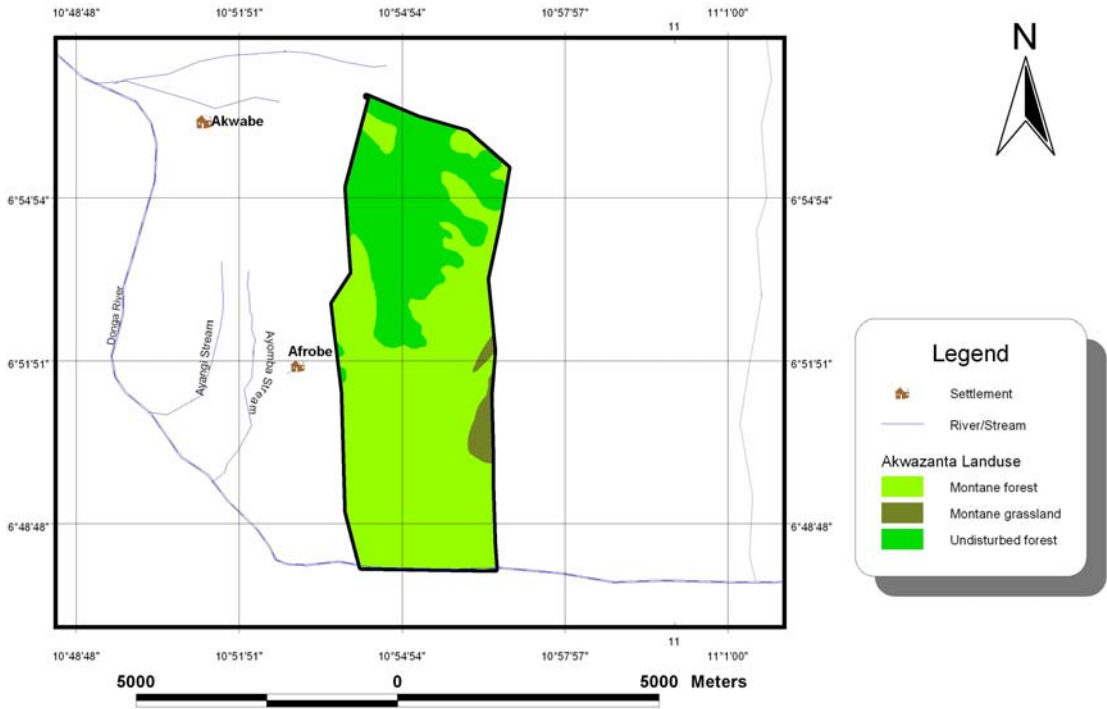 10°48'48" 10°51'51" 10°54'54" 10°57'57" 11 11°1'00"
N
Akwabe
6°54'54" 6°54'54"
Donga River
Ayangi Stream
Ayomba Stream
Afrobe
6°51'51" 6°51'51"
6°48'48" 6°48'48"
Legend
Settlement
River/Stream
Akwazanta Landuse
Montane forest
Montane grassland
Undisturbed forest
10°48'48" 10°51'51" 10°54'54" 10°57'57" 11 11°1'00"
5000 0 5000 Meters